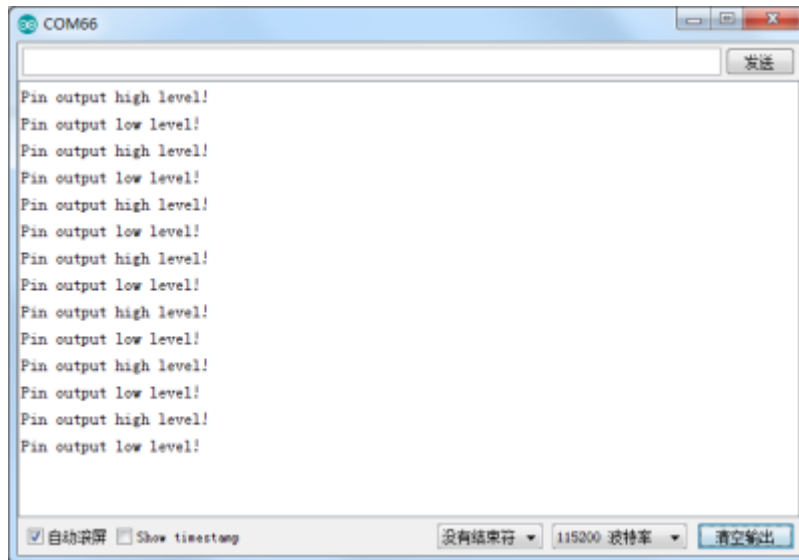 COM66
发送
Pin output high level!
Pin output low level!
Pin output high level!
Pin output low level!
Pin output high level!
Pin output low level!
Pin output high level!
Pin output low level!
Pin output high level!
Pin output low level!
Pin output high level!
Pin output low level!
Pin output high level!
Pin output low level!
自动滚屏 Show timestamp 没有结束符 115200 波特率 清空输出